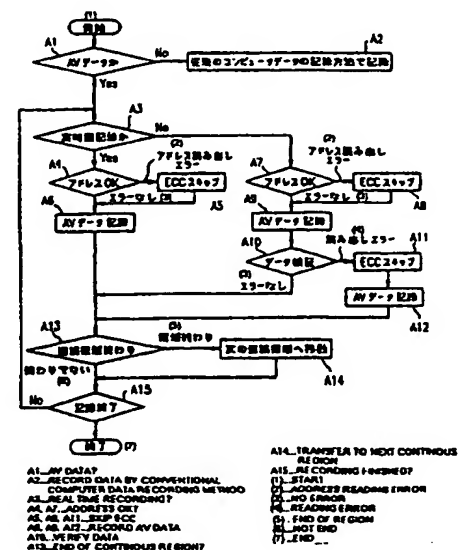 (1)
開始
A1
AVデータか
No
A2
従来のコンピュータデータの記録方法で記録
Yes
A3
実時間記録か
No
Yes
A4
アドレスOK
(2)
アドレス読み出し
エラー
ECCスキップ
A5
エラーなし (3)
A6
AVデータ記録
A7
アドレスOK
(2)
アドレス読み出し
エラー
ECCスキップ
A8
エラーなし (3)
A9
AVデータ記録
A10
データ検証
(4)
読み出しエラー
A11
ECCスキップ
(3)
エラーなし
AVデータ記録
A12
A13
連続領域終わり
(5)
領域終わり
次の連続領域へ移動
A14
終わりでない
(6)
A15
No
記録終了
終了
(7)
A1...AV DATA?
A2...RECORD DATA BY CONVENTIONAL
COMPUTER DATA RECORDING METHOD
A3...REAL TIME RECORDING?
A4, A7...ADDRESS OK?
A5, A8, A11...SKIP ECC
A6, A9, A12...RECORD AV DATA
A10...VERIFY DATA
A13...END OF CONTINOUS REGION?
A14...TRANSFER TO NEXT CONTINOUS
REGION
A15...RECORDING FINISHED?
(1)...START
(2)...ADDRESS READING ERROR
(3)...NO ERROR
(4)...READING ERROR
(5)...END OF REGION
(6)...NOT END
(7)...END